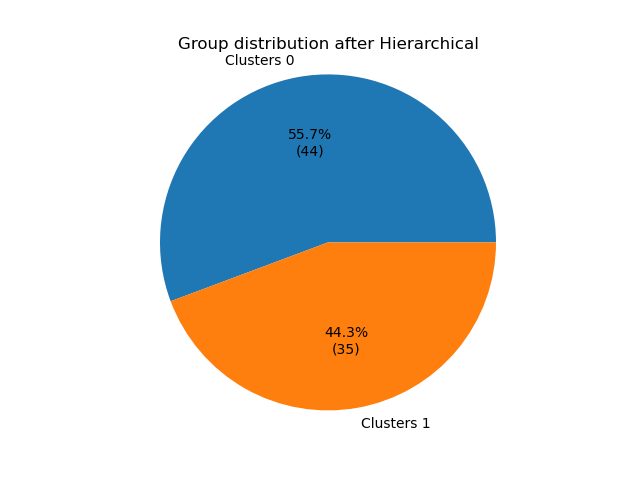 Group distribution after Hierarchical
Clusters 0
55.7%
(44)
44.3%
(35)
Clusters 1